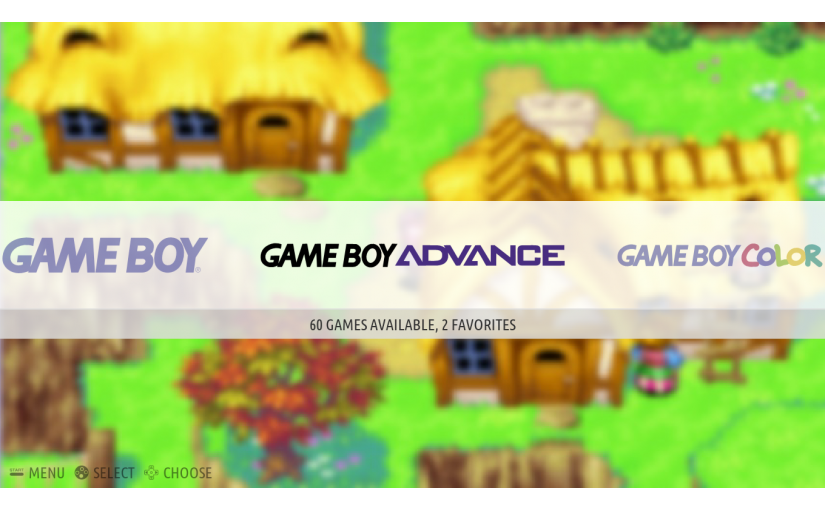 GAME BOY®
GAME BOY ADVANCE
GAME BOY COLOR
60 GAMES AVAILABLE, 2 FAVORITES
START MENU SELECT CHOOSE